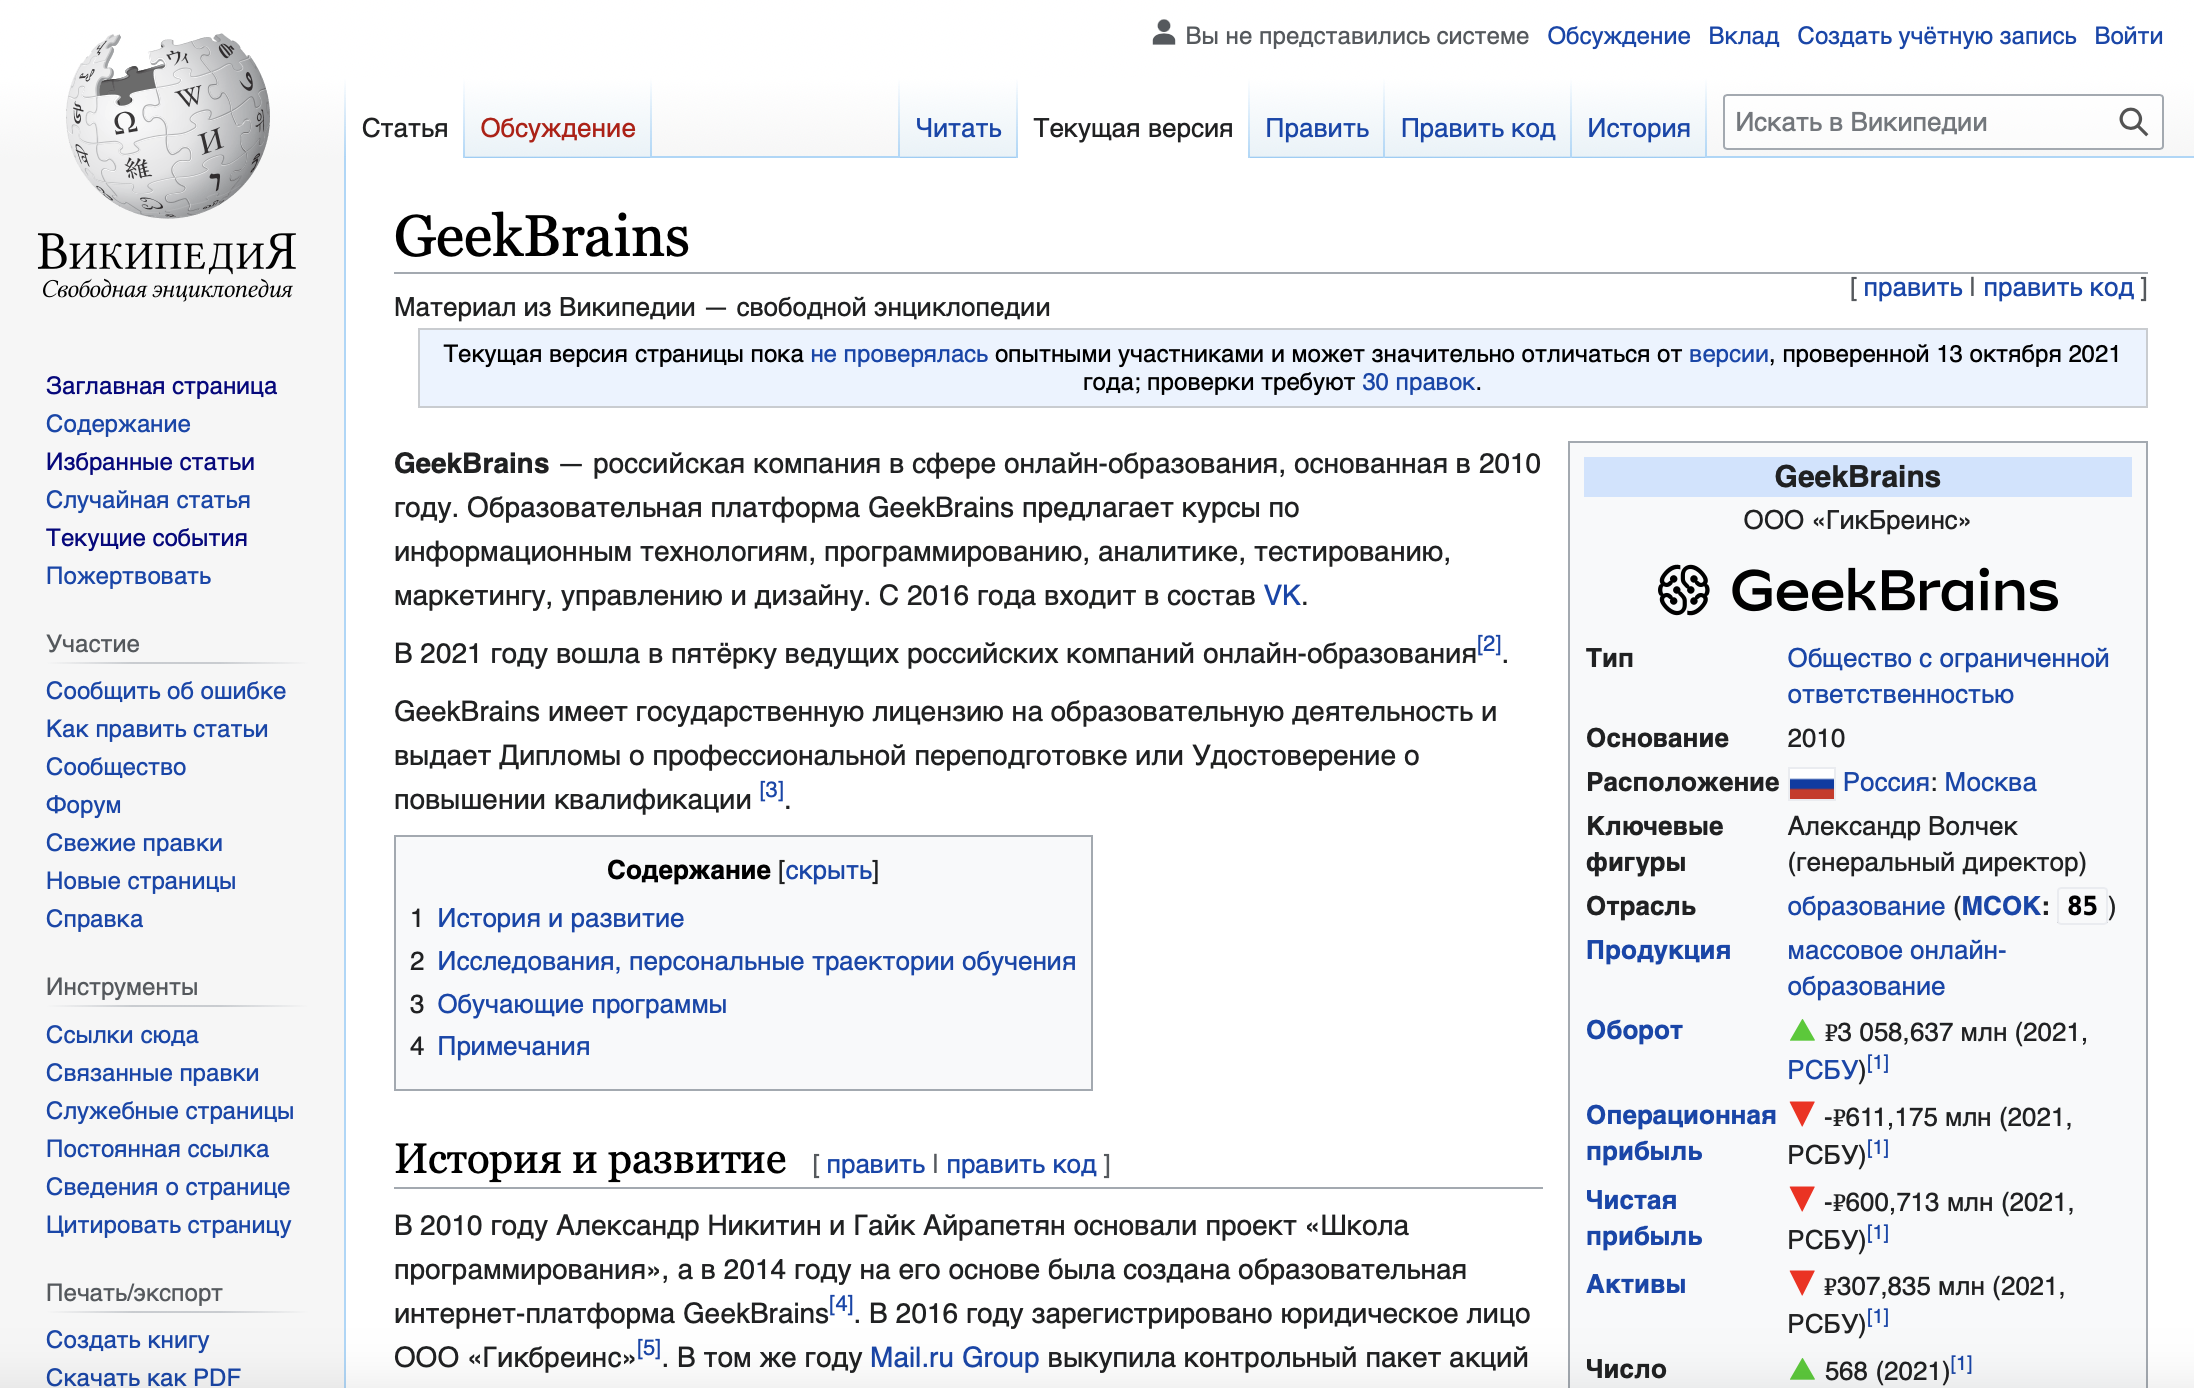 Вы не представились системе Обсуждение Вклад Создать учётную запись Войти
Статья Обсуждение Читать Текущая версия Править Править код История Искать в Википедии
ВИКИПЕДИЯ
Свободная энциклопедия
Заглавная страница
Содержание
Избранные статьи
Случайная статья
Текущие события
Пожертвовать
Участие
Сообщить об ошибке
Как править статьи
Сообщество
Форум
Свежие правки
Новые страницы
Справка
Инструменты
Ссылки сюда
Связанные правки
Служебные страницы
Постоянная ссылка
Сведения о странице
Цитировать страницу
Печать/экспорт
Создать книгу
Скачать как PDF
GeekBrains
[ править | править код ]
Материал из Википедии — свободной энциклопедии
Текущая версия страницы пока не проверялась опытными участниками и может значительно отличаться от версии, проверенной 13 октября 2021
года; проверки требуют 30 правок.
GeekBrains — российская компания в сфере онлайн-образования, основанная в 2010
году. Образовательная платформа GeekBrains предлагает курсы по
информационным технологиям, программированию, аналитике, тестированию,
маркетингу, управлению и дизайну. С 2016 года входит в состав VK.
В 2021 году вошла в пятёрку ведущих российских компаний онлайн-образования[2].
GeekBrains имеет государственную лицензию на образовательную деятельность и
выдает Дипломы о профессиональной переподготовке или Удостоверение о
повышении квалификации [3].
Содержание [скрыть]
1 История и развитие
2 Исследования, персональные траектории обучения
3 Обучающие программы
4 Примечания
История и развитие [ править | править код ]
В 2010 году Александр Никитин и Гайк Айрапетян основали проект «Школа
программирования», а в 2014 году на его основе была создана образовательная
интернет-платформа GeekBrains[4]. В 2016 году зарегистрировано юридическое лицо
ООО «Гикбреинс»[5]. В том же году Mail.ru Group выкупила контрольный пакет акций
GeekBrains
ООО «ГикБреинс»
GeekBrains
Тип Общество с ограниченной
ответственностью
Основание 2010
Расположение Россия: Москва
Ключевые Александр Волчек
фигуры (генеральный директор)
Отрасль образование (МСОК: 85 )
Продукция массовое онлайн-
образование
Оборот ▲ ₽3 058,637 млн (2021,
РСБУ)[1]
Операционная ▼ -₽611,175 млн (2021,
прибыль РСБУ)[1]
Чистая ▼ -₽600,713 млн (2021,
прибыль РСБУ)[1]
Активы ▼ ₽307,835 млн (2021,
РСБУ)[1]
Число ▲ 568 (2021)[1]